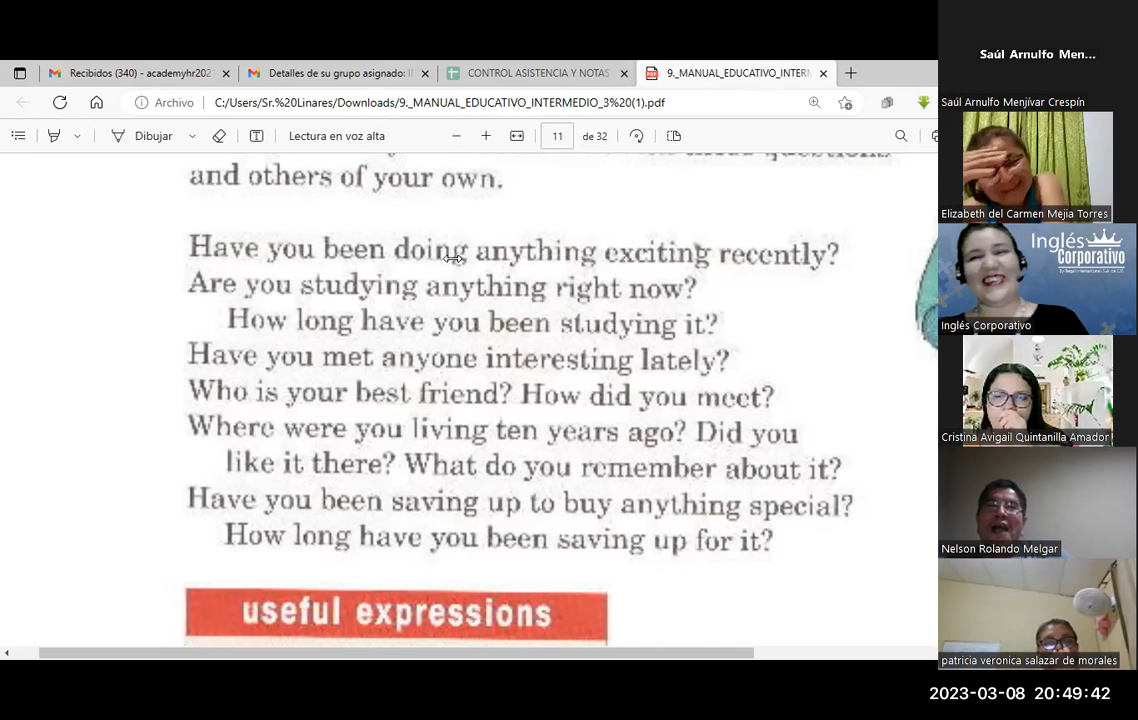 Saúl Arnulfo Men...
Recibidos (340) - academyhr202
Detalles de su grupo asignado: II
CONTROL ASISTENCIA Y NOTAS
9._MANUAL_EDUCATIVO_INTERM
Archivo
C:/Users/Sr.%20Linares/Downloads/9._MANUAL_EDUCATIVO_INTERMEDIO_3%20(1).pdf
Dibujar
Lectura en voz alta
11
de 32
and others of your own.
Have you been doing anything exciting recently?
Are you studying anything right now?
How long have you been studying it?
Have you met anyone interesting lately?
Who is your best friend? How did you meet?
Where were you living ten years ago? Did you
like it there? What do you remember about it?
Have you been saving up to buy anything special?
How long have you been saving up for it?
useful expressions
Saúl Arnulfo Menjívar Crespín
Elizabeth del Carmen Mejia Torres
Inglés
Corporativo
Inglés Corporativo
Cristina Avigail Quintanilla Amador
Nelson Rolando Melgar
patricia veronica salazar de morales
2023-03-08 20:49:42